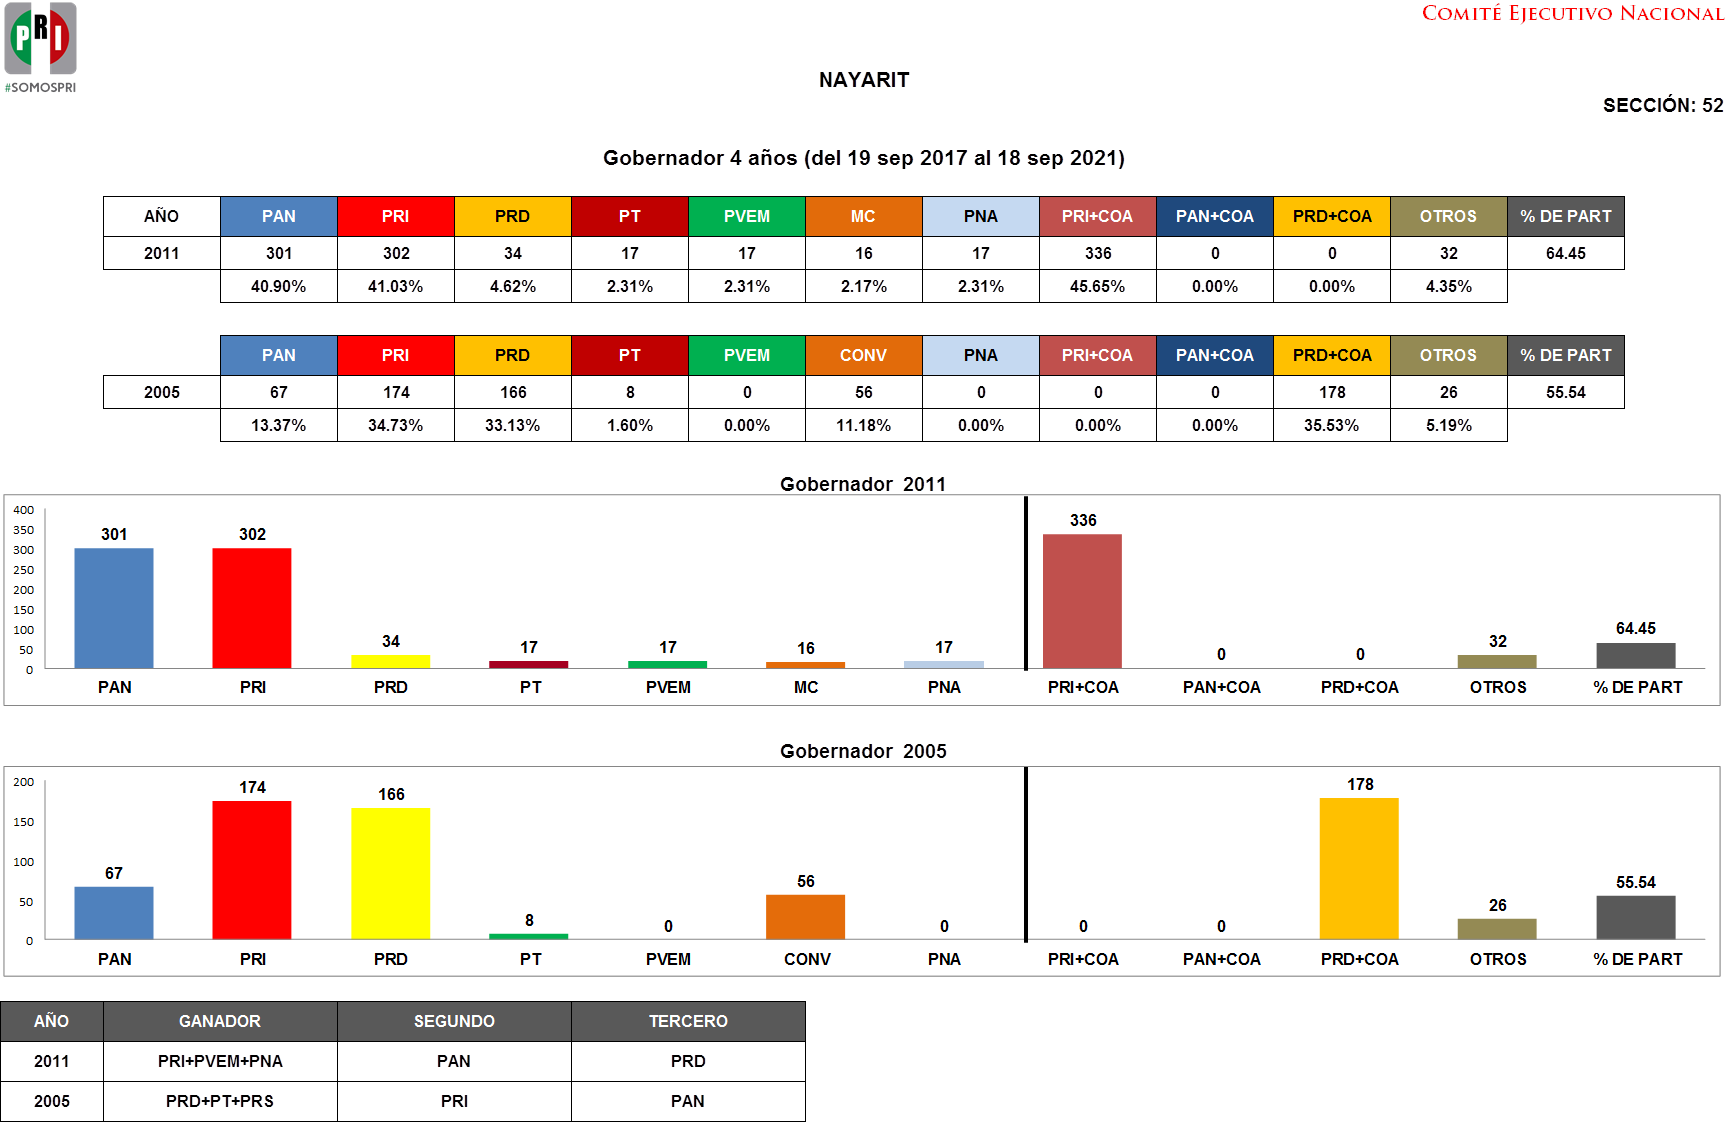 PRI
#SOMOSPRI
COMITÉ EJECUTIVO NACIONAL
NAYARIT
SECCIÓN: 52
Gobernador 4 años (del 19 sep 2017 al 18 sep 2021)
AÑO PAN PRI PRD PT PVEM MC PNA PRI+COA PAN+COA PRD+COA OTROS % DE PART
2011 301 302 34 17 17 16 17 336 0 0 32 64.45
40.90% 41.03% 4.62% 2.31% 2.31% 2.17% 2.31% 45.65% 0.00% 0.00% 4.35%
PAN PRI PRD PT PVEM CONV PNA PRI+COA PAN+COA PRD+COA OTROS % DE PART
2005 67 174 166 8 0 56 0 0 0 178 26 55.54
13.37% 34.73% 33.13% 1.60% 0.00% 11.18% 0.00% 0.00% 0.00% 35.53% 5.19%
Gobernador 2011
400
350
300
250
200
150
100
50
0
301 302 34 17 17 16 17 336 0 0 32 64.45
PAN PRI PRD PT PVEM MC PNA PRI+COA PAN+COA PRD+COA OTROS % DE PART
Gobernador 2005
200
150
100
50
0
67 174 166 8 0 56 0 0 0 178 26 55.54
PAN PRI PRD PT PVEM CONV PNA PRI+COA PAN+COA PRD+COA OTROS % DE PART
AÑO GANADOR SEGUNDO TERCERO
2011 PRI+PVEM+PNA PAN PRD
2005 PRD+PT+PRS PRI PAN